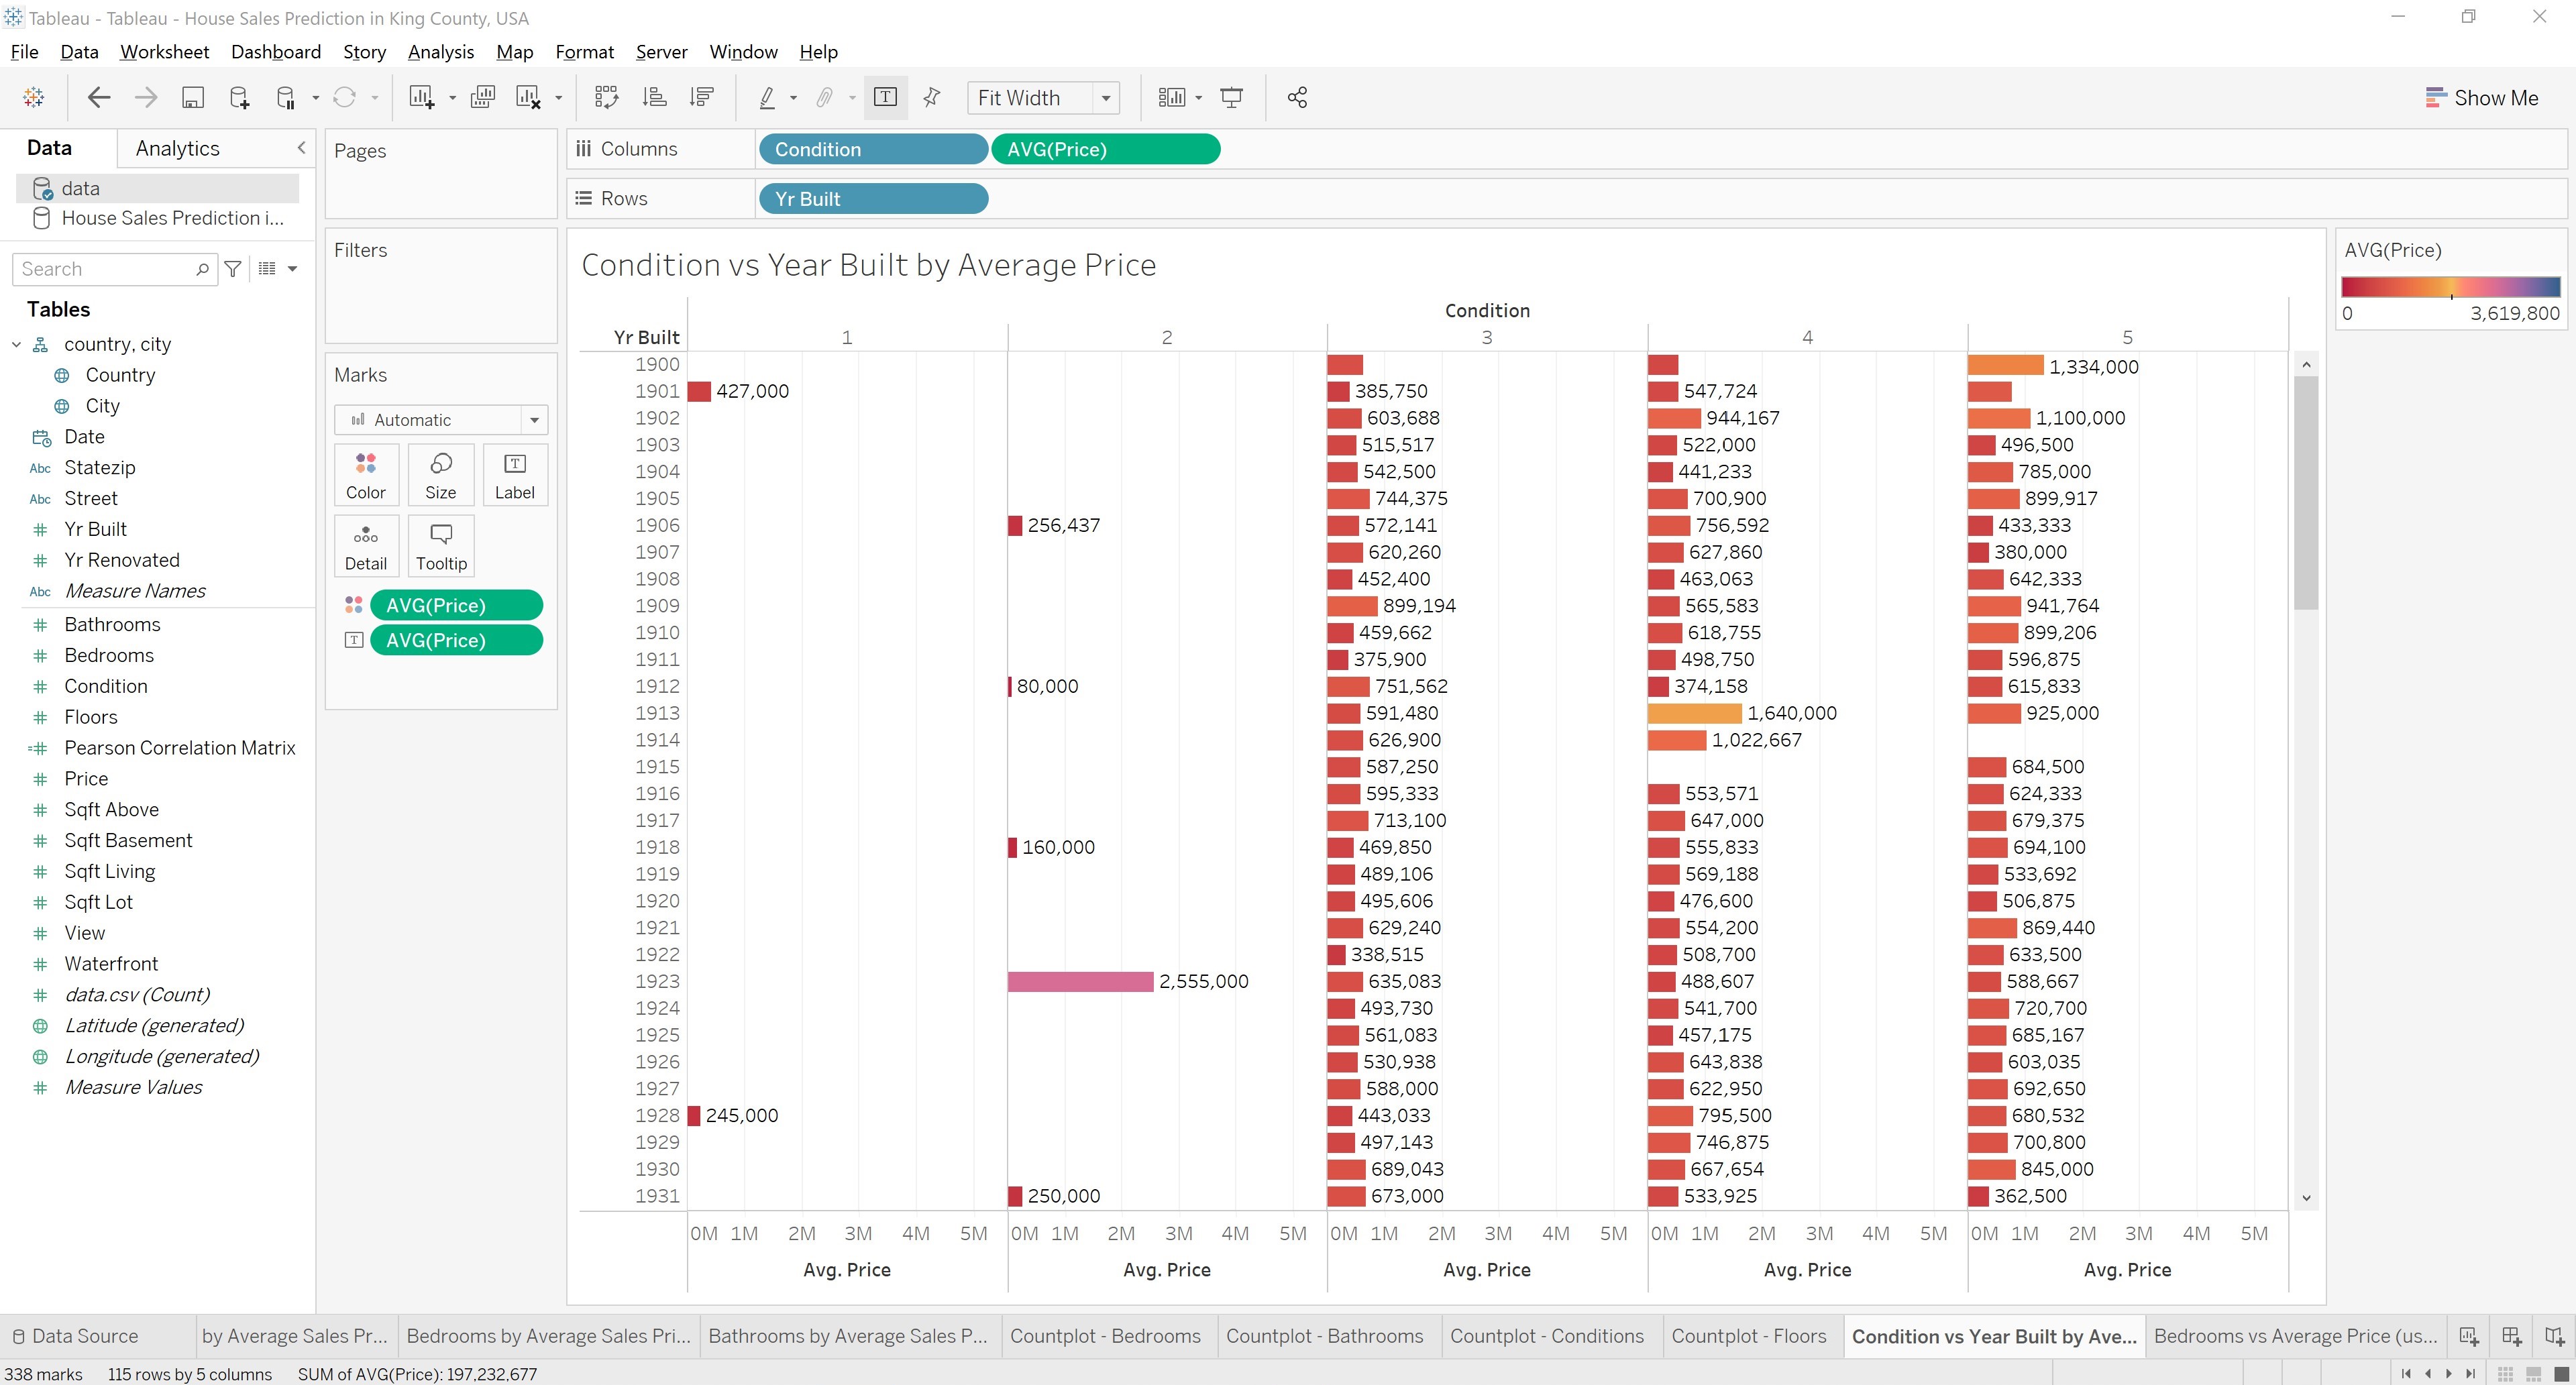 Tableau - Tableau - House Sales Prediction in King County, USA
File Data Worksheet Dashboard Story Analysis Map Format Server Window Help
Fit Width
Show Me
Data Analytics
data
House Sales Prediction i...
Search
Tables
country, city
Country
City
Date
Abc Statezip
Abc Street
Yr Built
Yr Renovated
Abc Measure Names
Bathrooms
Bedrooms
Condition
Floors
Pearson Correlation Matrix
Price
Sqft Above
Sqft Basement
Sqft Living
Sqft Lot
View
Waterfront
data.csv (Count)
Latitude (generated)
Longitude (generated)
Measure Values
Pages
Filters
Marks
Automatic
Color Size Label
Detail Tooltip
AVG(Price)
AVG(Price)
Columns Condition AVG(Price)
Rows Yr Built
Condition vs Year Built by Average Price
Condition
Yr Built 1 2 3 4 5
1900 1,334,000
1901 427,000 385,750 547,724
1902 603,688 944,167 1,100,000
1903 515,517 522,000 496,500
1904 542,500 441,233 785,000
1905 744,375 700,900 899,917
1906 256,437 572,141 756,592 433,333
1907 620,260 627,860 380,000
1908 452,400 463,063 642,333
1909 899,194 565,583 941,764
1910 459,662 618,755 899,206
1911 375,900 498,750 596,875
1912 80,000 751,562 374,158 615,833
1913 591,480 1,640,000 925,000
1914 626,900 1,022,667
1915 587,250 684,500
1916 595,333 553,571 624,333
1917 713,100 647,000 679,375
1918 160,000 469,850 555,833 694,100
1919 489,106 569,188 533,692
1920 495,606 476,600 506,875
1921 629,240 554,200 869,440
1922 338,515 508,700 633,500
1923 2,555,000 635,083 488,607 588,667
1924 493,730 541,700 720,700
1925 561,083 457,175 685,167
1926 530,938 643,838 603,035
1927 588,000 622,950 692,650
1928 245,000 443,033 795,500 680,532
1929 497,143 746,875 700,800
1930 689,043 667,654 845,000
1931 250,000 673,000 533,925 362,500
0M 1M 2M 3M 4M 5M 0M 1M 2M 3M 4M 5M 0M 1M 2M 3M 4M 5M 0M 1M 2M 3M 4M 5M 0M 1M 2M 3M 4M 5M
Avg. Price Avg. Price Avg. Price Avg. Price Avg. Price
AVG(Price)
0 3,619,800
Data Source by Average Sales Pr... Bedrooms by Average Sales Pri... Bathrooms by Average Sales P... Countplot - Bedrooms Countplot - Bathrooms Countplot - Conditions Countplot - Floors Condition vs Year Built by Ave... Bedrooms vs Average Price (us...
338 marks 115 rows by 5 columns SUM of AVG(Price): 197,232,677